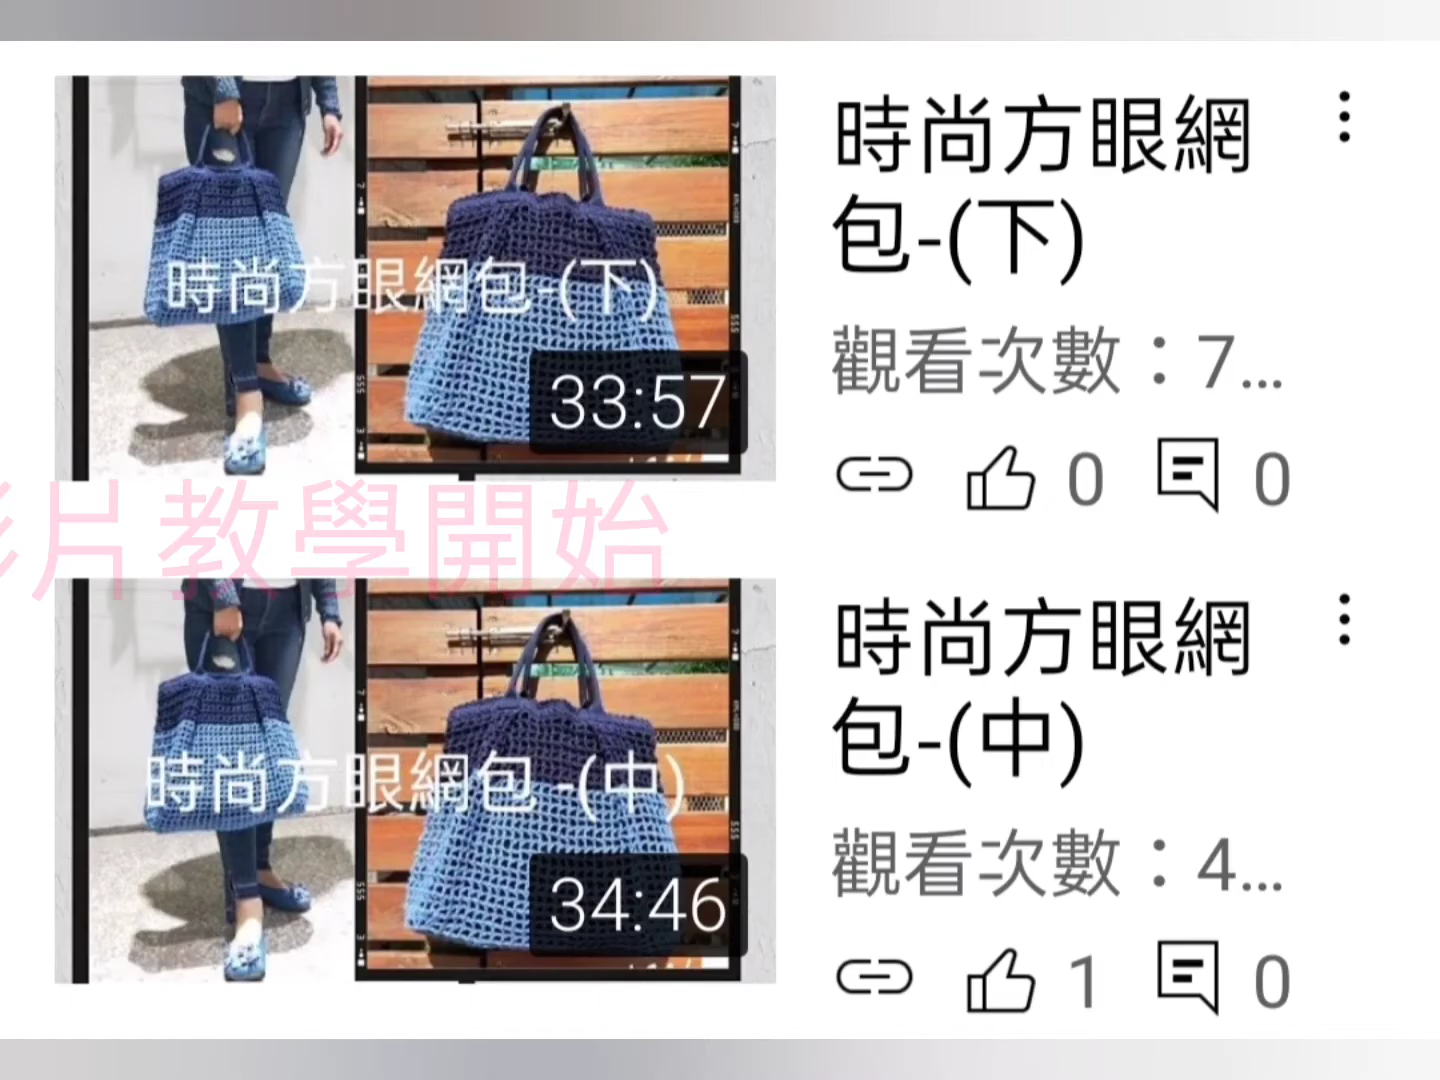 時尚方眼網包-(下)
33:57
時尚方眼網
包-(下)
觀看次數：7...
0 0
片教學開始
時尚方眼網包 -(中)
34:46
時尚方眼網
包-(中)
觀看次數：4...
1 0